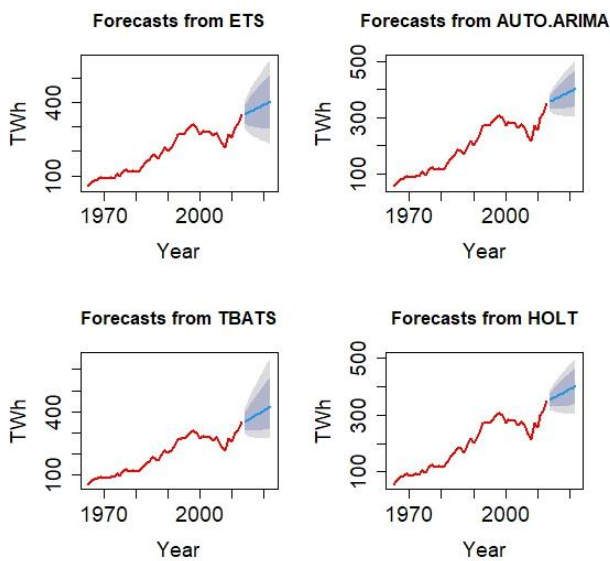 Forecasts from ETS
TWh
400
100
1970 2000
Year
Forecasts from AUTO.ARIMA
TWh
500
300
100
1970 2000
Year
Forecasts from TBATS
TWh
400
100
1970 2000
Year
Forecasts from HOLT
TWh
500
300
100
1970 2000
Year